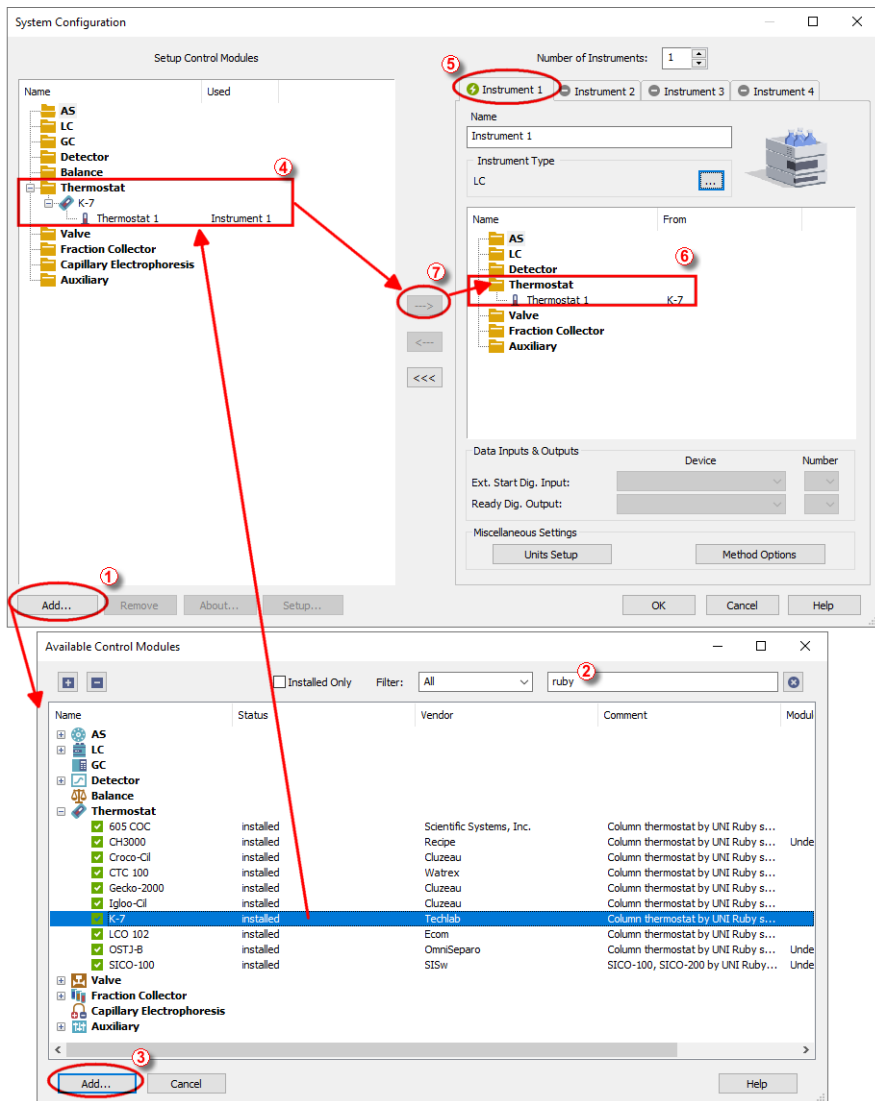 System Configuration
Setup Control Modules
Number of Instruments: 1
⑤
Instrument 1 Instrument 2 Instrument 3 Instrument 4
Name Used
AS
LC
GC
Detector
Balance
④
Thermostat
K-7
Thermostat 1 Instrument 1
Valve
Fraction Collector
Capillary Electrophoresis
Auxiliary
Name
Instrument 1
Instrument Type
LC ...
Name From
AS
LC
Detector
⑥
Thermostat
Thermostat 1 K-7
Valve
Fraction Collector
Auxiliary
⑦
--->
<---
<<<
Data Inputs & Outputs
Device Number
Ext. Start Dig. Input:
Ready Dig. Output:
Miscellaneous Settings
Units Setup Method Options
①
Add... Remove About... Setup... OK Cancel Help
Available Control Modules
②
Installed Only Filter: All ruby
Name Status Vendor Comment Modul
AS
LC
GC
Detector
Balance
Thermostat
605 COC installed Scientific Systems, Inc. Column thermostat by UNI Ruby s...
CH3000 installed Recipe Column thermostat by UNI Ruby s... Unde
Croco-Cil installed Cluzeau Column thermostat by UNI Ruby s...
CTC 100 installed Watrex Column thermostat by UNI Ruby s...
Gecko-2000 installed Cluzeau Column thermostat by UNI Ruby s...
Igloo-Cil installed Cluzeau Column thermostat by UNI Ruby s...
K-7 installed Techlab Column thermostat by UNI Ruby s...
LCO 102 installed Ecom Column thermostat by UNI Ruby s...
OSTJ-B installed OmniSeparo Column thermostat by UNI Ruby s... Unde
SICO-100 installed SISw SICO-100, SICO-200 by UNI Ruby... Unde
Valve
Fraction Collector
Capillary Electrophoresis
Auxiliary
③
Add... Cancel Help